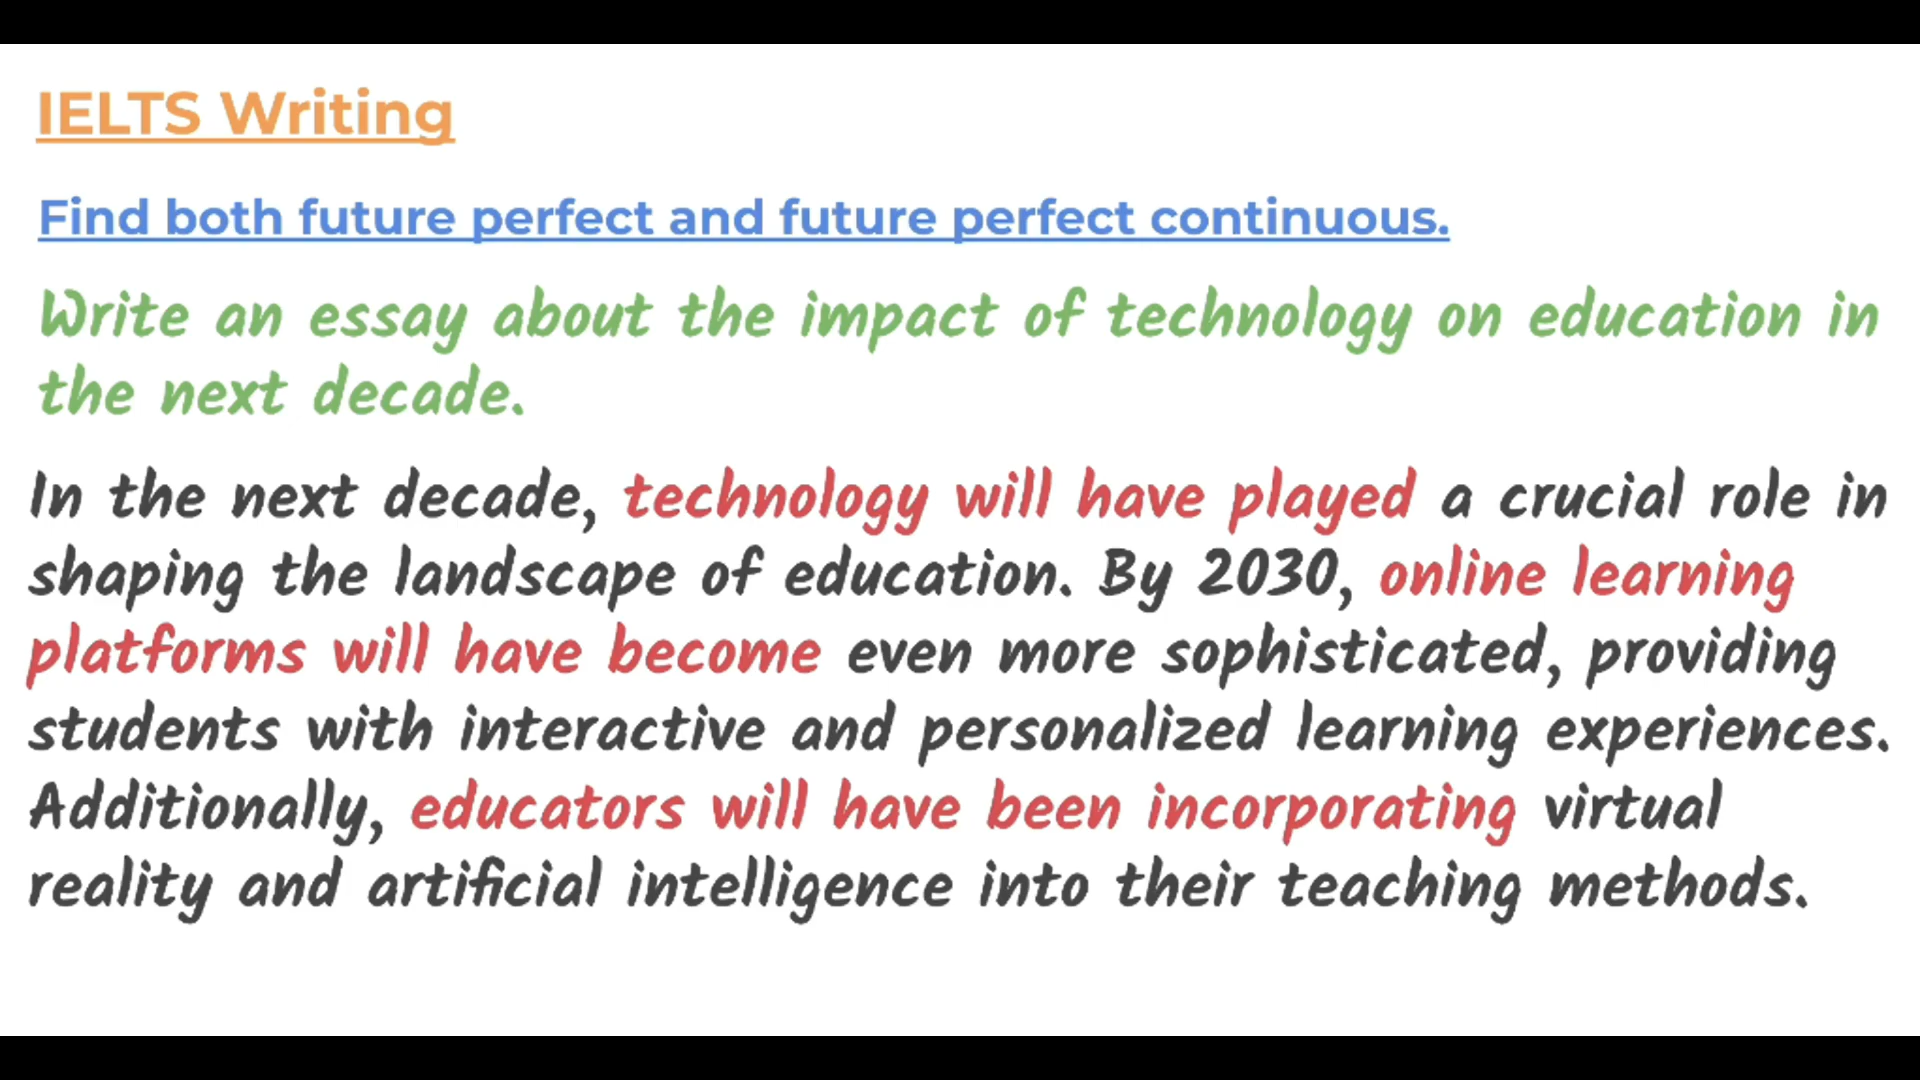 IELTS Writing
Find both future perfect and future perfect continuous.
Write an essay about the impact of technology on education in
the next decade.
In the next decade, technology will have played a crucial role in
shaping the landscape of education. By 2030, online learning
platforms will have become even more sophisticated, providing
students with interactive and personalized learning experiences.
Additionally, educators will have been incorporating virtual
reality and artificial intelligence into their teaching methods.